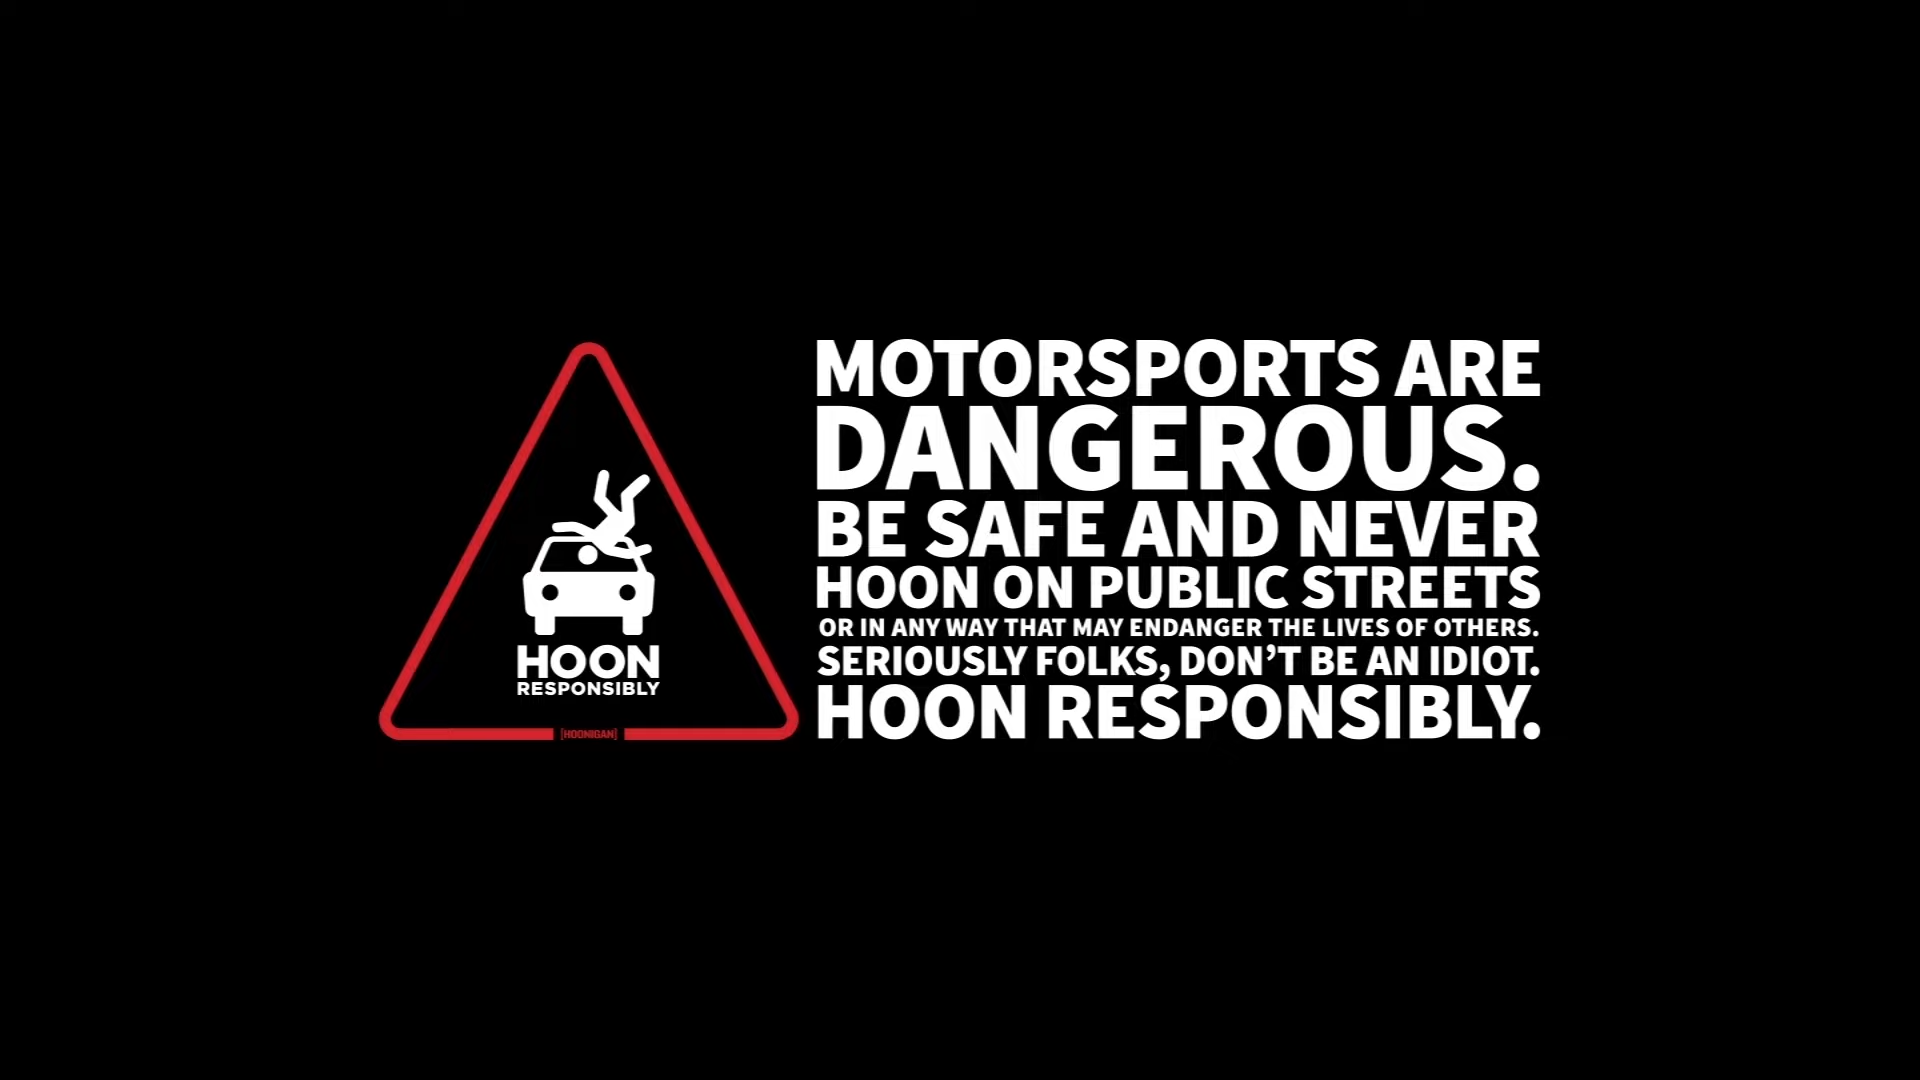 HOON
RESPONSIBLY
[HOONIGAN]
MOTORSPORTS ARE
DANGEROUS.
BE SAFE AND NEVER
HOON ON PUBLIC STREETS
OR IN ANY WAY THAT MAY ENDANGER THE LIVES OF OTHERS.
SERIOUSLY FOLKS, DON'T BE AN IDIOT.
HOON RESPONSIBLY.